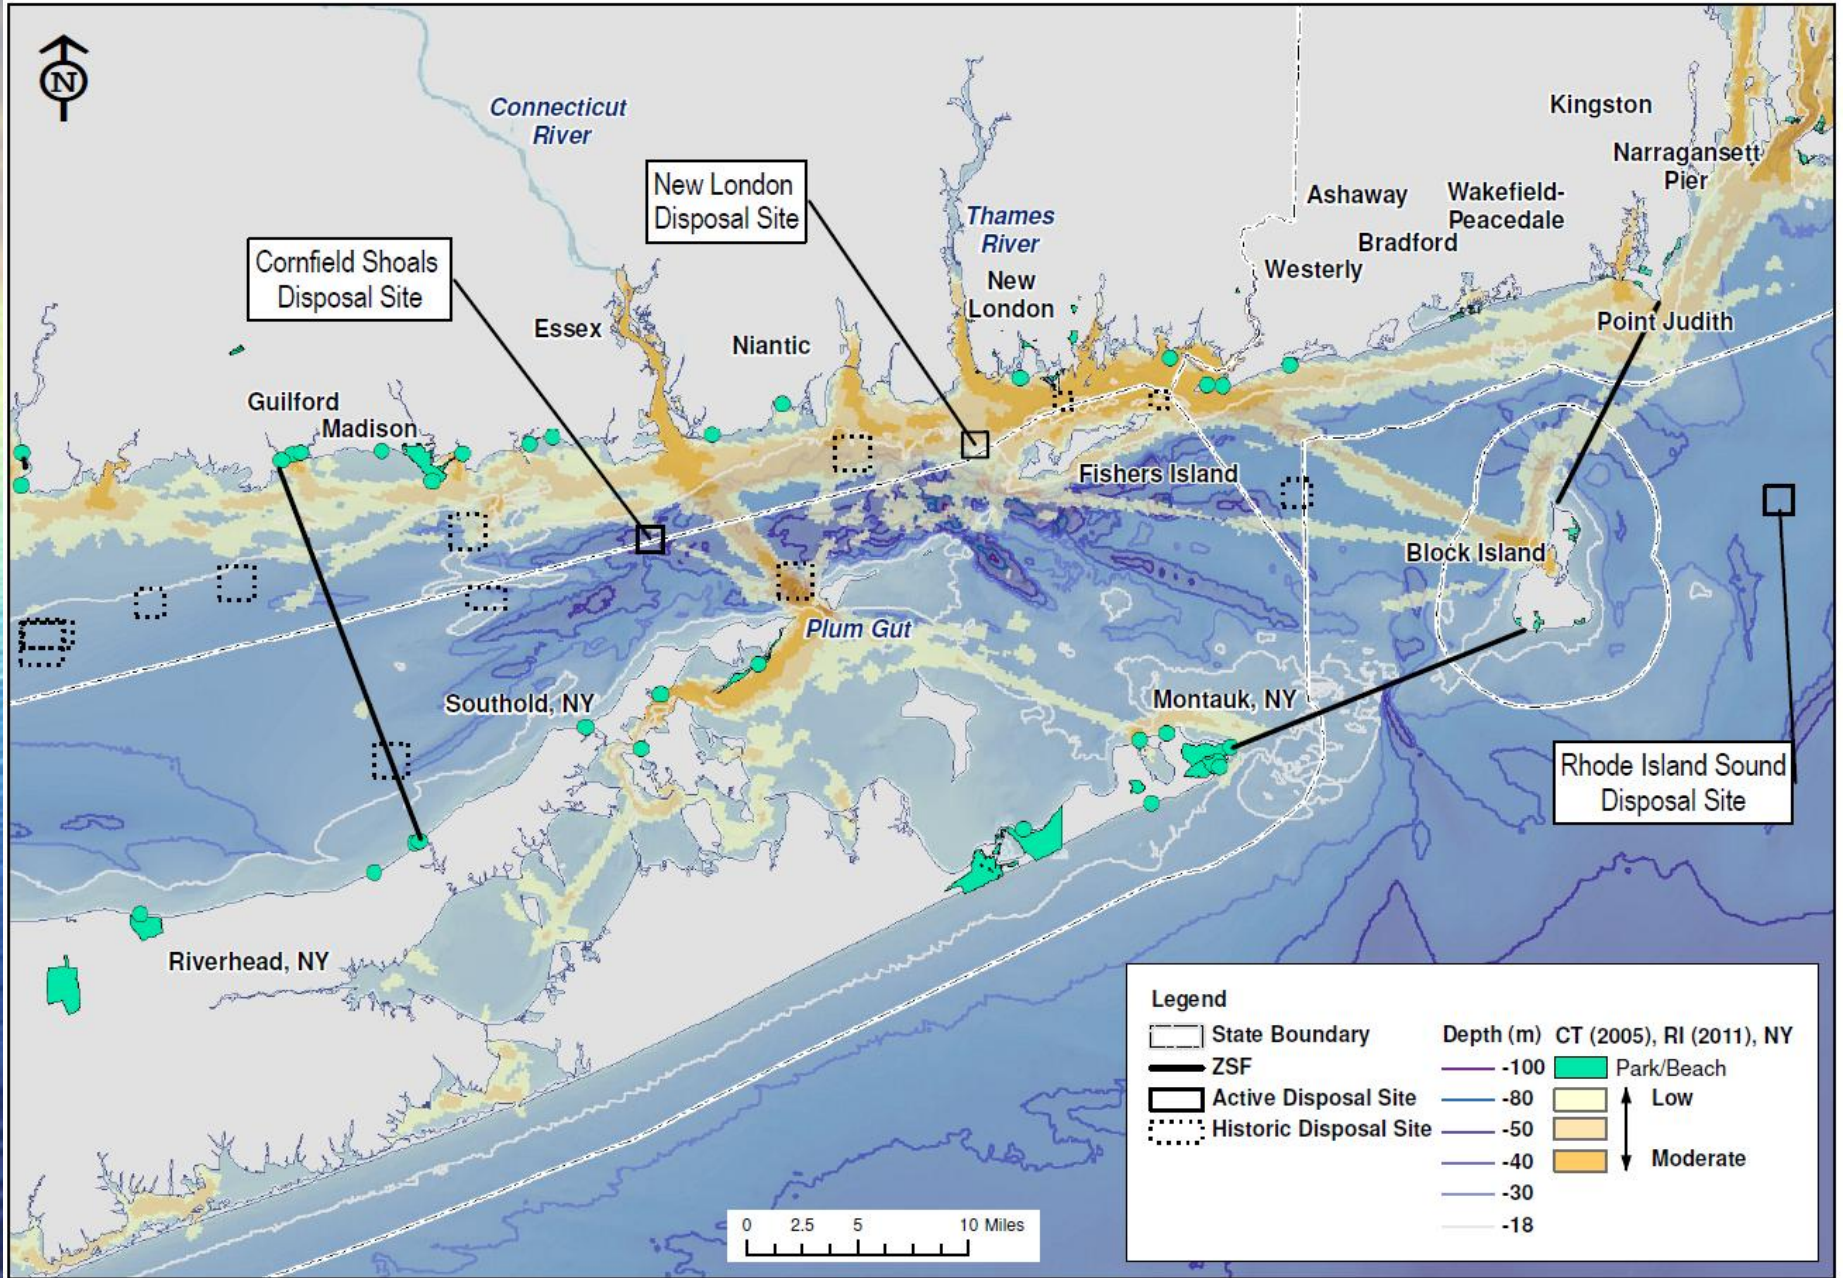 N
Connecticut
River
Kingston
Narragansett
Pier
New London
Disposal Site
Thames
River
Ashaway
Wakefield-
Peacedale
Bradford
Westerly
Cornfield Shoals
Disposal Site
New
London
Essex
Niantic
Point Judith
Guilford
Madison
Fishers Island
Block Island
Plum Gut
Southold, NY
Montauk, NY
Rhode Island Sound
Disposal Site
Riverhead, NY
Legend
State Boundary
ZSF
Active Disposal Site
Historic Disposal Site
Depth (m)
-100
-80
-50
-40
-30
-18
CT (2005), RI (2011), NY
Park/Beach
Low
Moderate
0 2.5 5 10 Miles